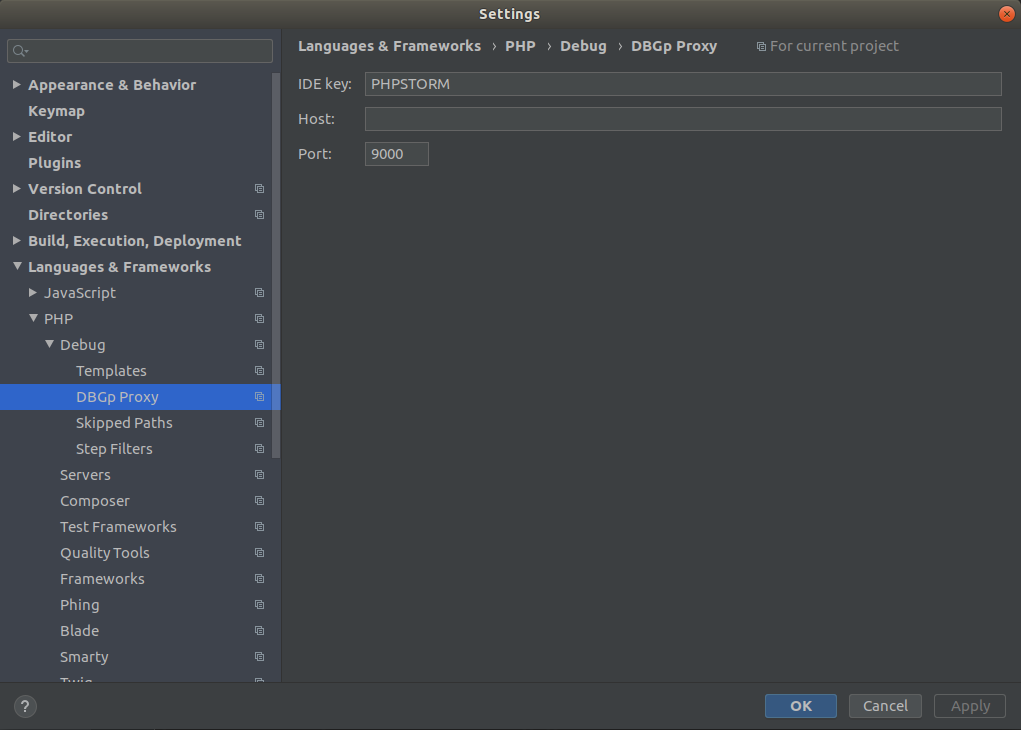 Settings
Languages & Frameworks › PHP › Debug › DBGp Proxy For current project
IDE key: PHPSTORM
Host:
Port: 9000
Appearance & Behavior
Keymap
Editor
Plugins
Version Control
Directories
Build, Execution, Deployment
Languages & Frameworks
JavaScript
PHP
Debug
Templates
DBGp Proxy
Skipped Paths
Step Filters
Servers
Composer
Test Frameworks
Quality Tools
Frameworks
Phing
Blade
Smarty
Twig
?
OK Cancel Apply